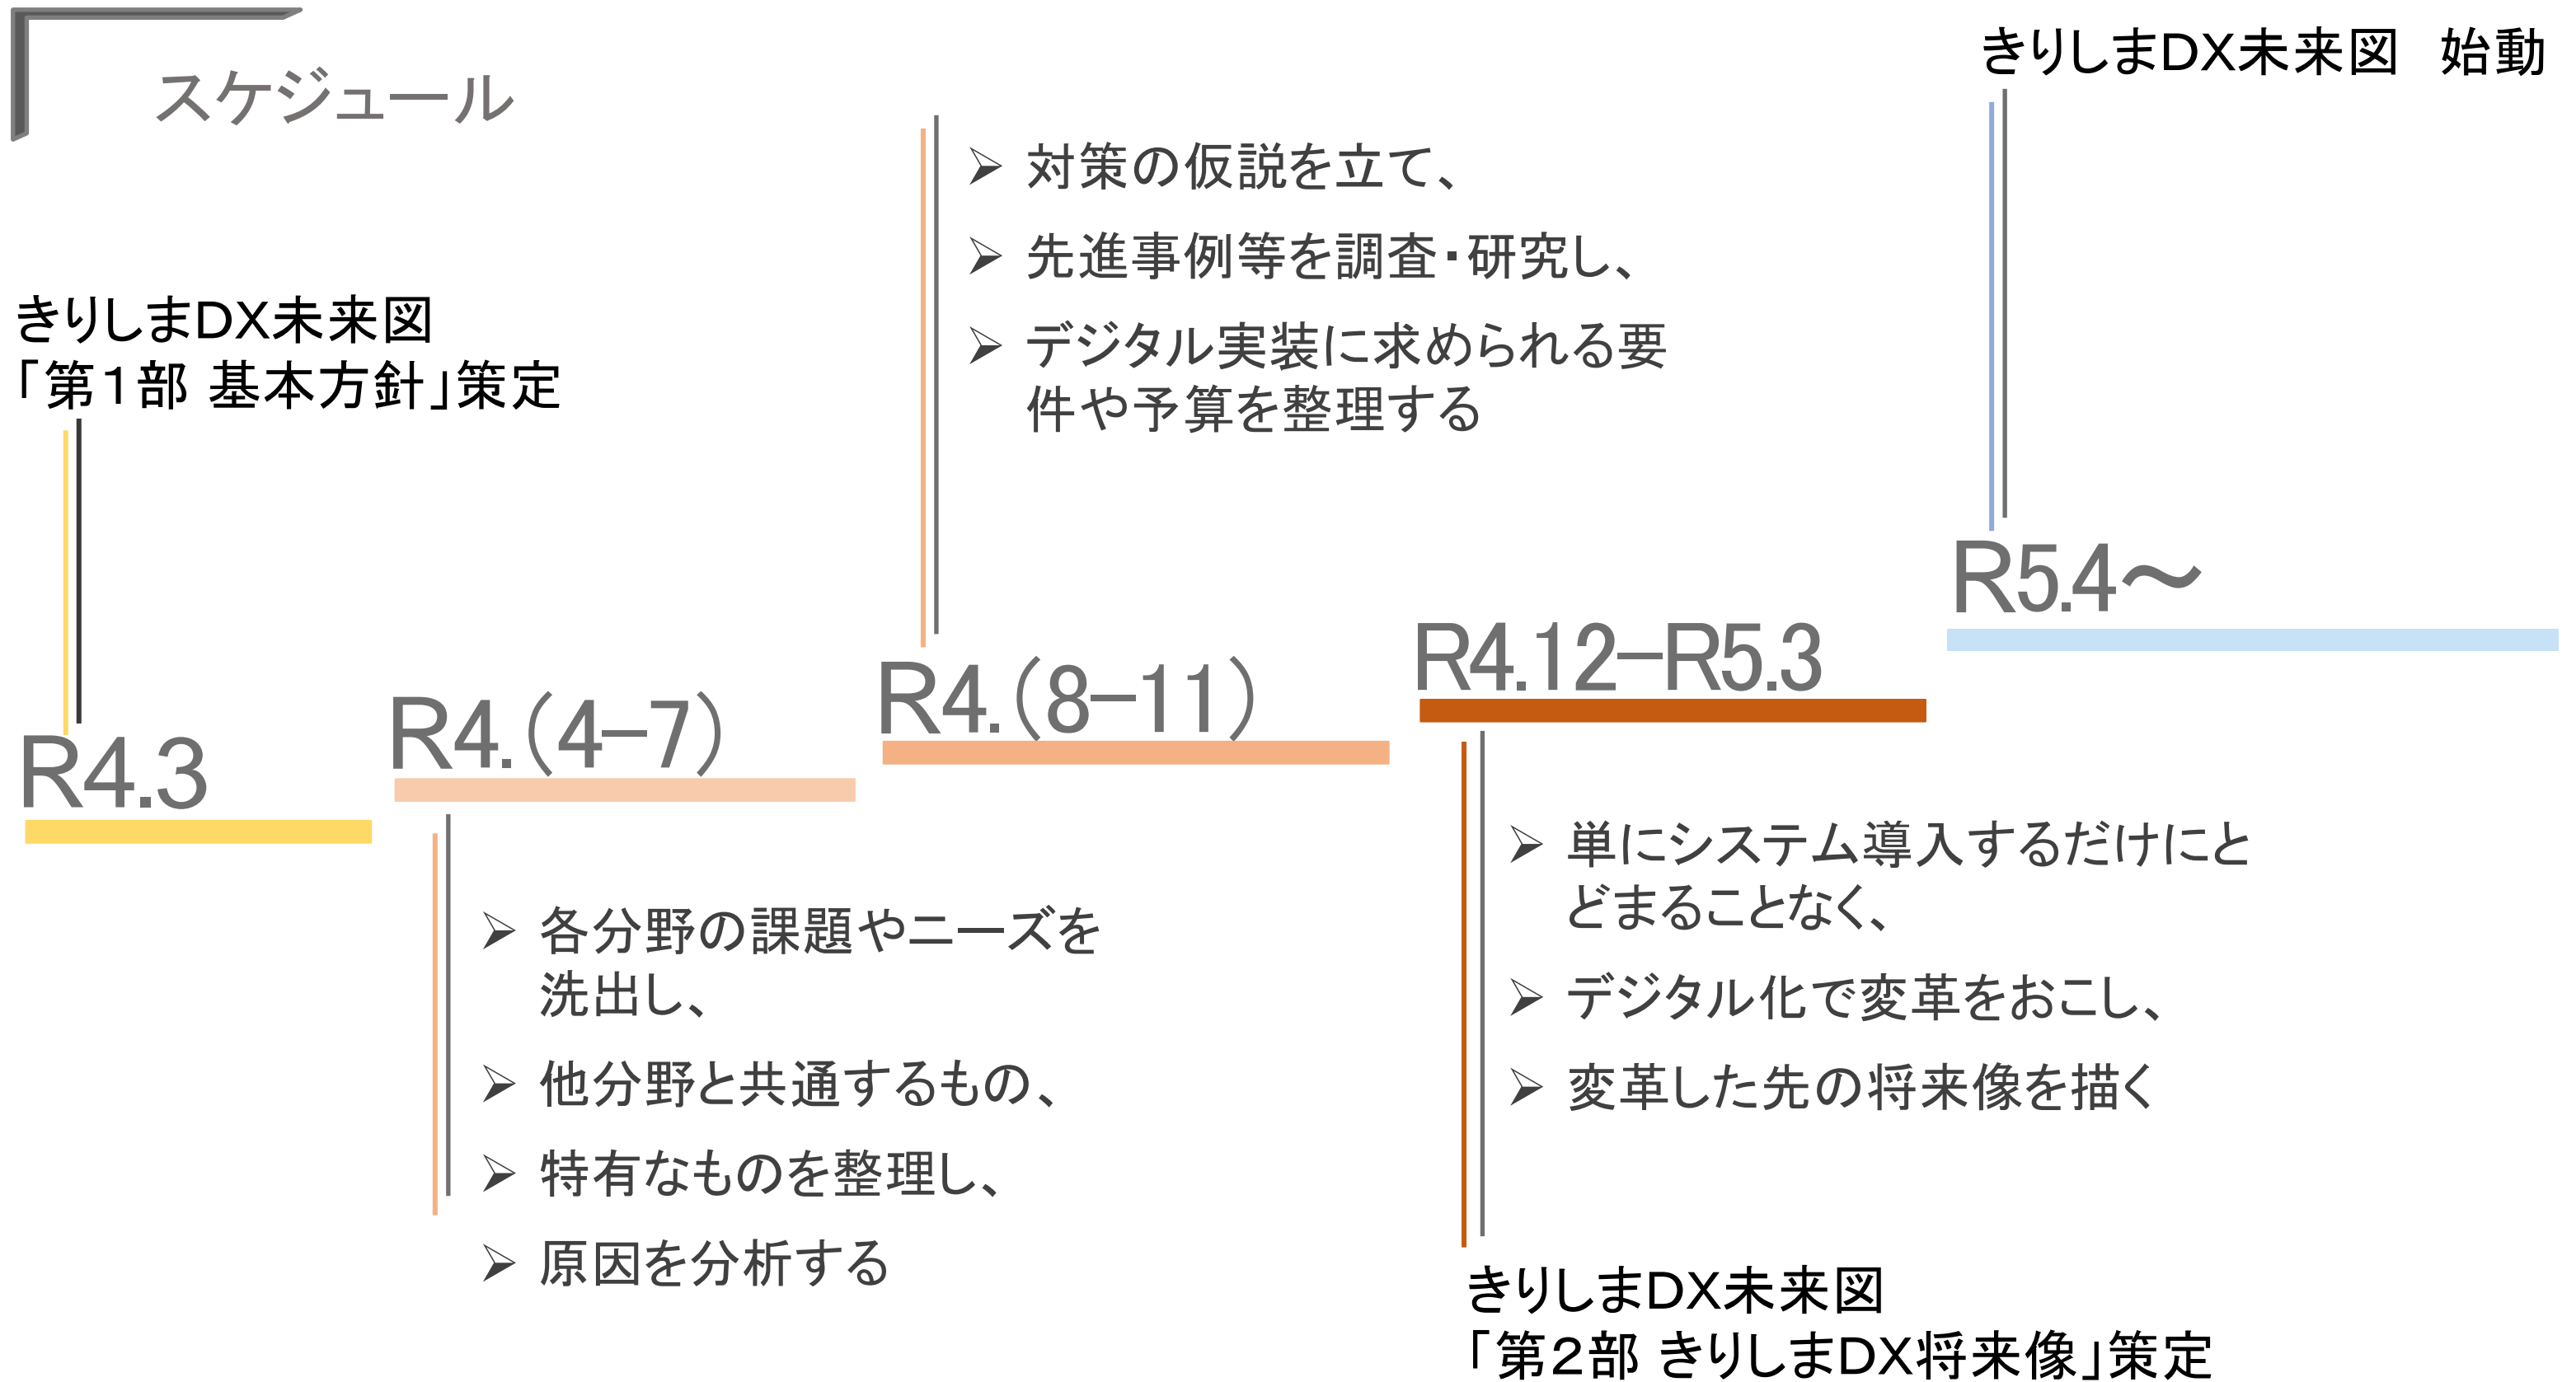 スケジュール
きりしまDX未来図
「第1部 基本方針」策定
R4.3
R4.(4-7)
➢ 各分野の課題やニーズを
洗出し、
➢ 他分野と共通するもの、
➢ 特有なものを整理し、
➢ 原因を分析する
➢ 対策の仮説を立て、
➢ 先進事例等を調査・研究し、
➢ デジタル実装に求められる要
件や予算を整理する
R4.(8-11)
R4.12-R5.3
➢ 単にシステム導入するだけにと
どまることなく、
➢ デジタル化で変革をおこし、
➢ 変革した先の将来像を描く
きりしまDX未来図
「第2部 きりしまDX将来像」策定
きりしまDX未来図　始動
R5.4～